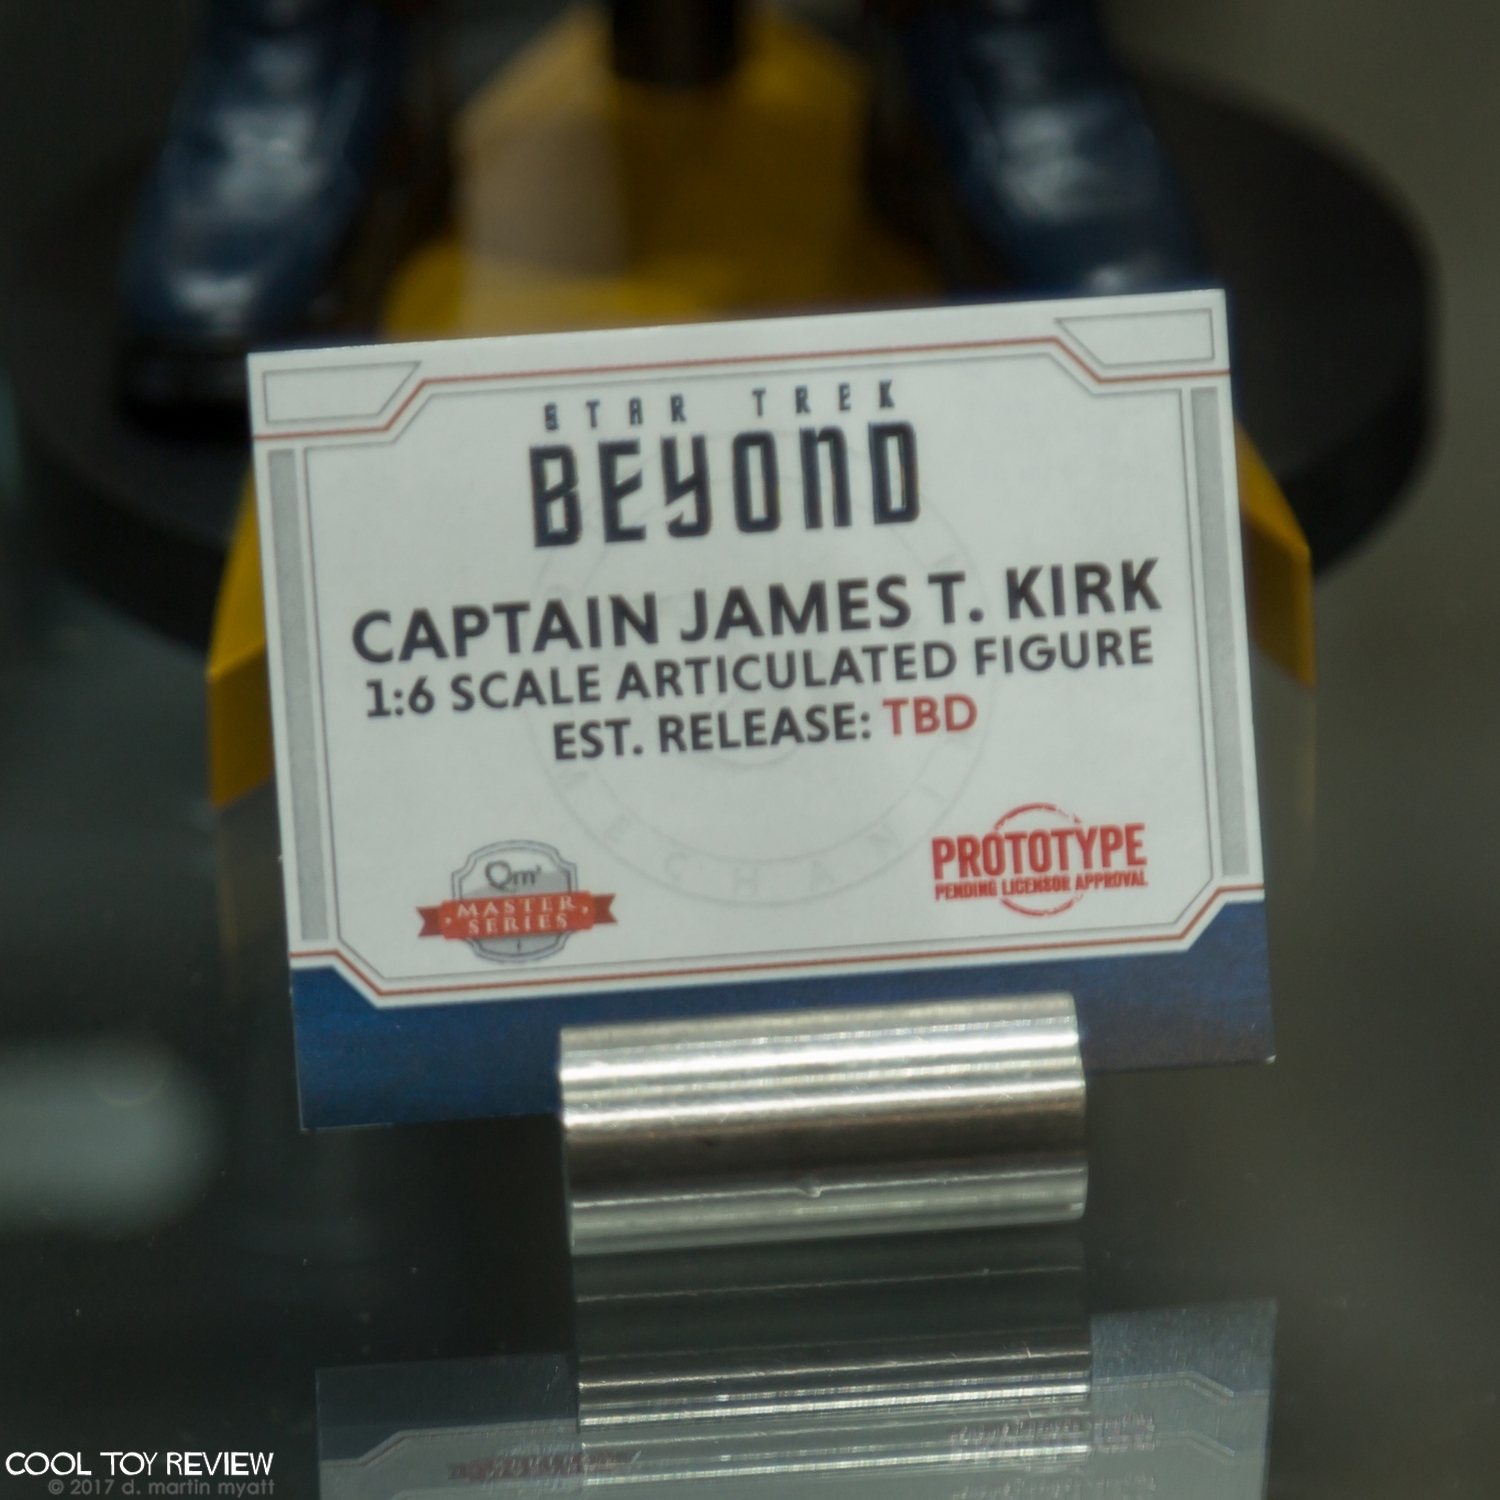 STAR TREK
BEYOND
CAPTAIN JAMES T. KIRK
1:6 SCALE ARTICULATED FIGURE
EST. RELEASE: TBD
Qmx
MASTER
SERIES
PROTOTYPE
PENDING LICENSOR APPROVAL
COOL TOY REVIEW
© 2017 d. martin myatt